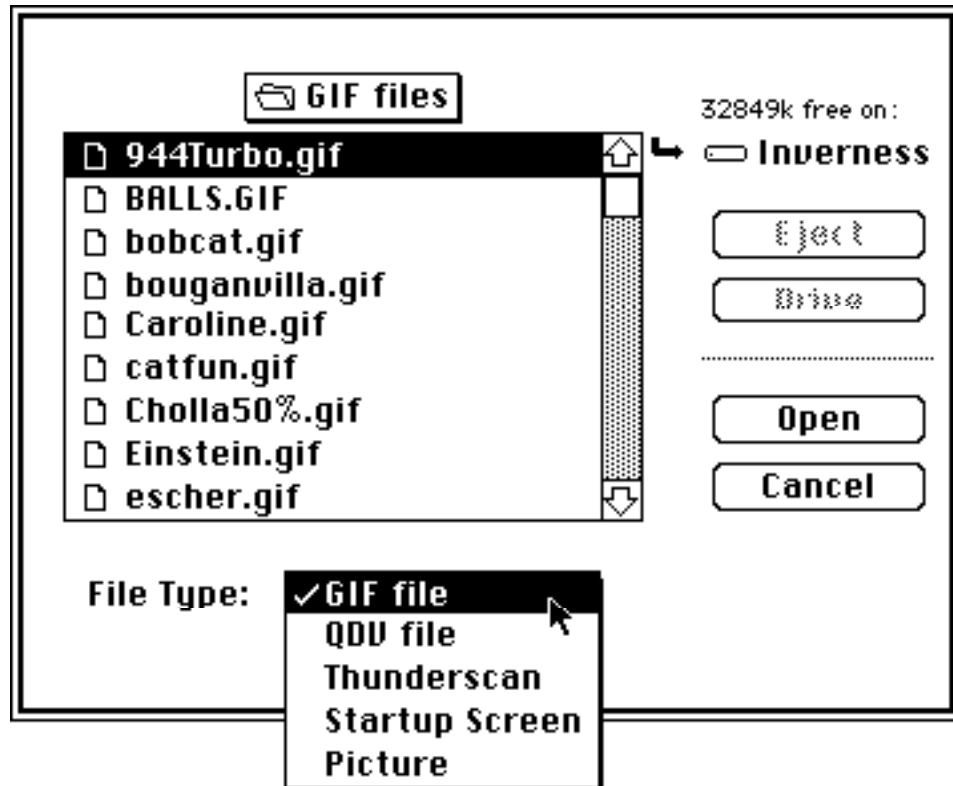 GIF files
32849k free on:
Inverness
944Turbo.gif
BALLS.GIF
bobcat.gif
bouganvilla.gif
Caroline.gif
catfun.gif
Cholla50%.gif
Einstein.gif
escher.gif
Eject
Drive
Open
Cancel
File Type:
GIF file
QDV file
Thunderscan
Startup Screen
Picture